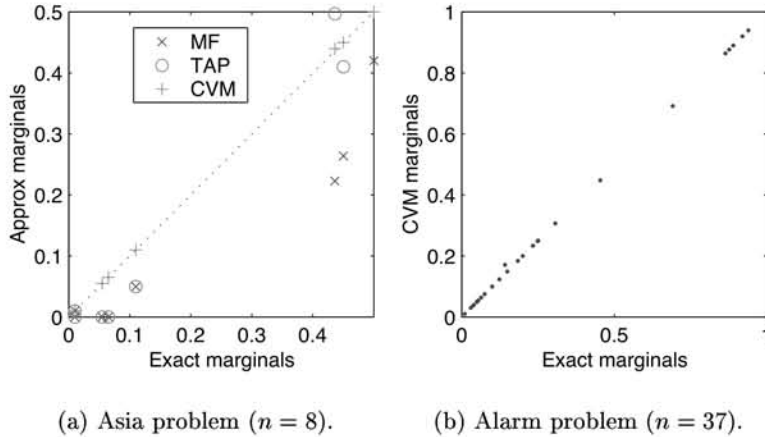 0.5
0.4
0.3
0.2
0.1
0
Approx marginals
MF
TAP
CVM
0 0.1 0.2 0.3 0.4
Exact marginals
(a) Asia problem (n = 8).
1
0.8
0.6
0.4
0.2
0
CVM marginals
0 0.5 1
Exact marginals
(b) Alarm problem (n = 37).